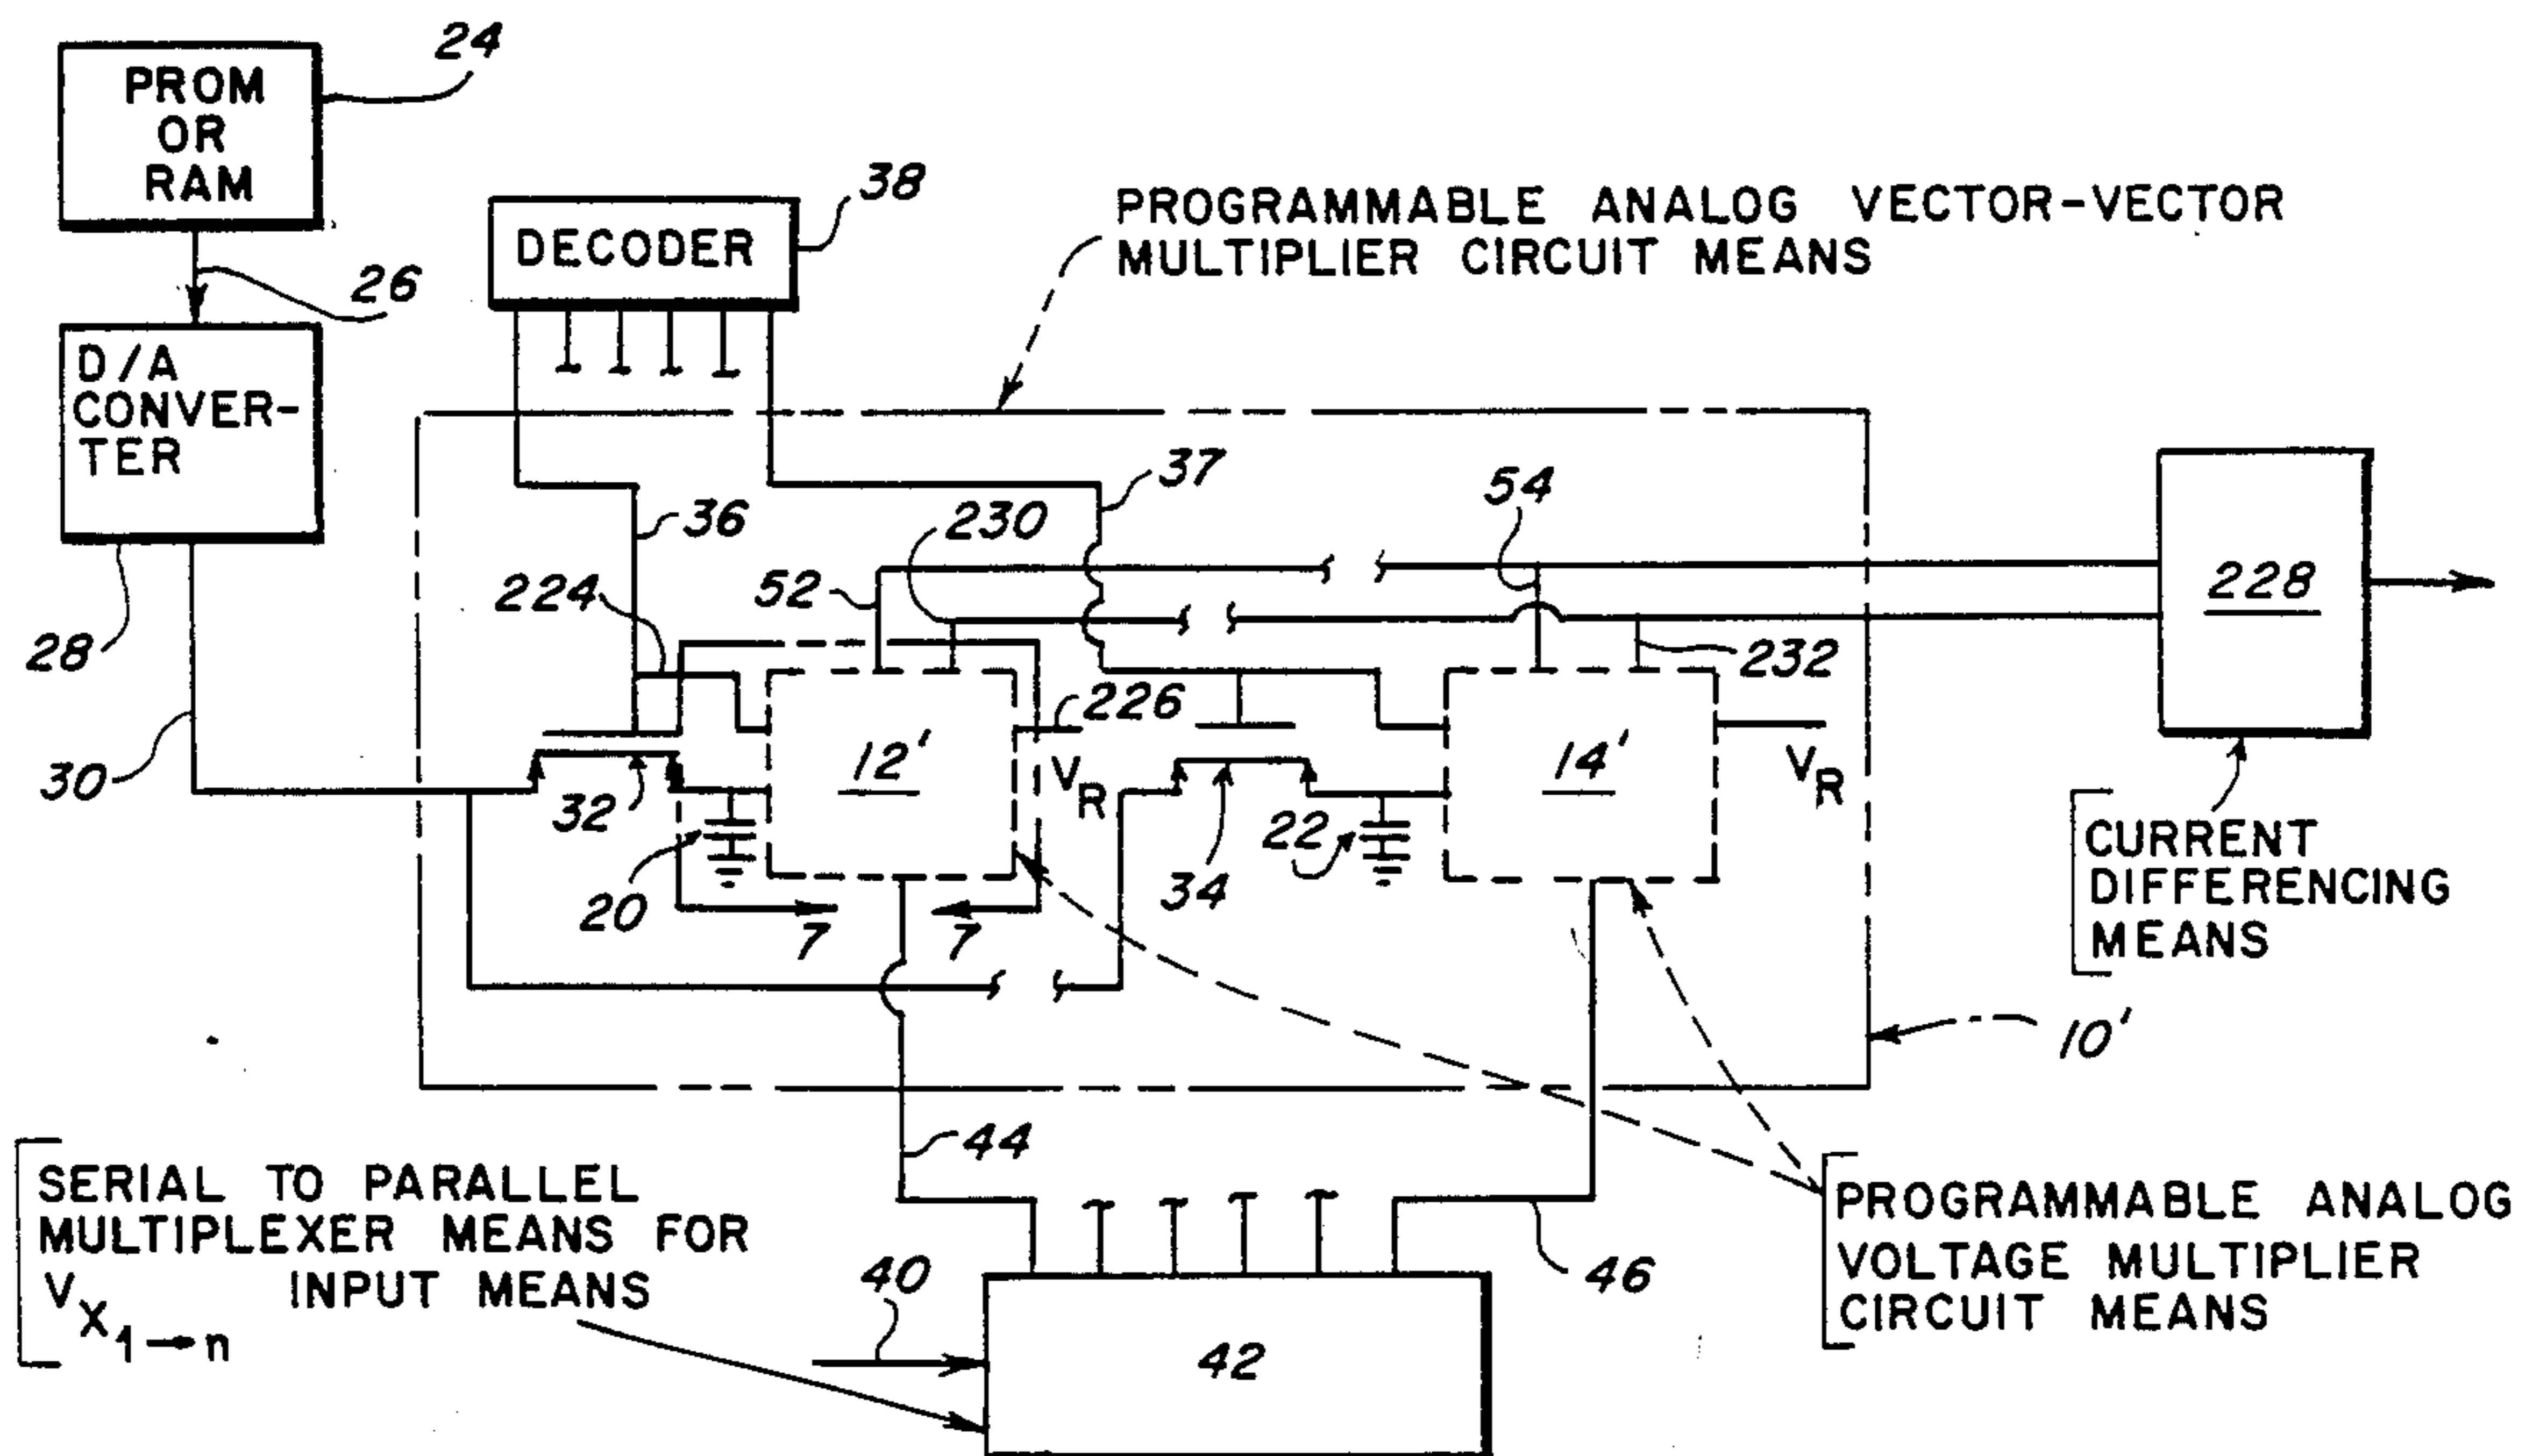 24
PROM
OR
RAM
26
D/A
CONVER-
TER
28
30
DECODER
38
PROGRAMMABLE ANALOG VECTOR-VECTOR
MULTIPLIER CIRCUIT MEANS
36
37
224
52
230
54
228
232
226
12'
VR
14'
VR
32
20
34
22
7
7
CURRENT
DIFFERENCING
MEANS
10'
44
46
SERIAL TO PARALLEL
MULTIPLEXER MEANS FOR
VX1→n INPUT MEANS
40
42
PROGRAMMABLE ANALOG
VOLTAGE MULTIPLIER
CIRCUIT MEANS